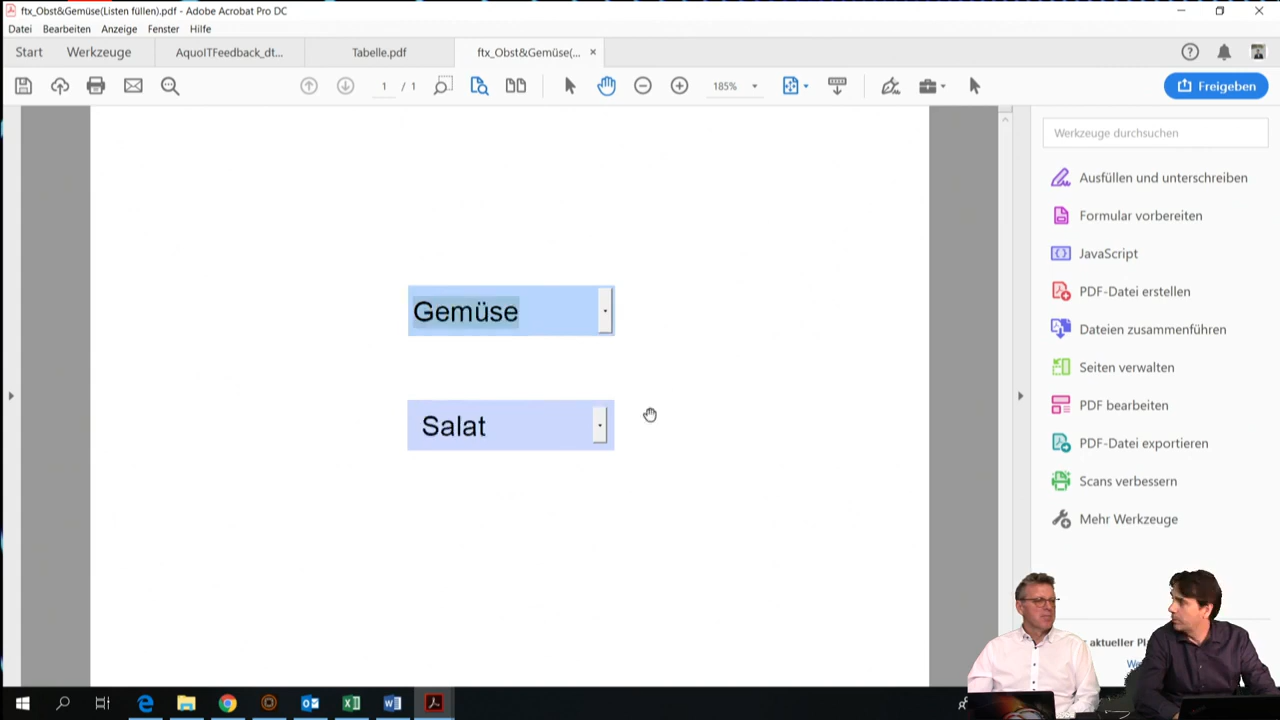 ftx_Obst&Gemüse(Listen füllen).pdf - Adobe Acrobat Pro DC
Datei Bearbeiten Anzeige Fenster Hilfe
Start Werkzeuge AquoITFeedback_dt... Tabelle.pdf ftx_Obst&Gemüse(... ×
1 / 1 185% Freigeben
Werkzeuge durchsuchen
Ausfüllen und unterschreiben
Formular vorbereiten
JavaScript
PDF-Datei erstellen
Dateien zusammenführen
Seiten verwalten
PDF bearbeiten
PDF-Datei exportieren
Scans verbessern
Mehr Werkzeuge
Gemüse
Salat
aktueller